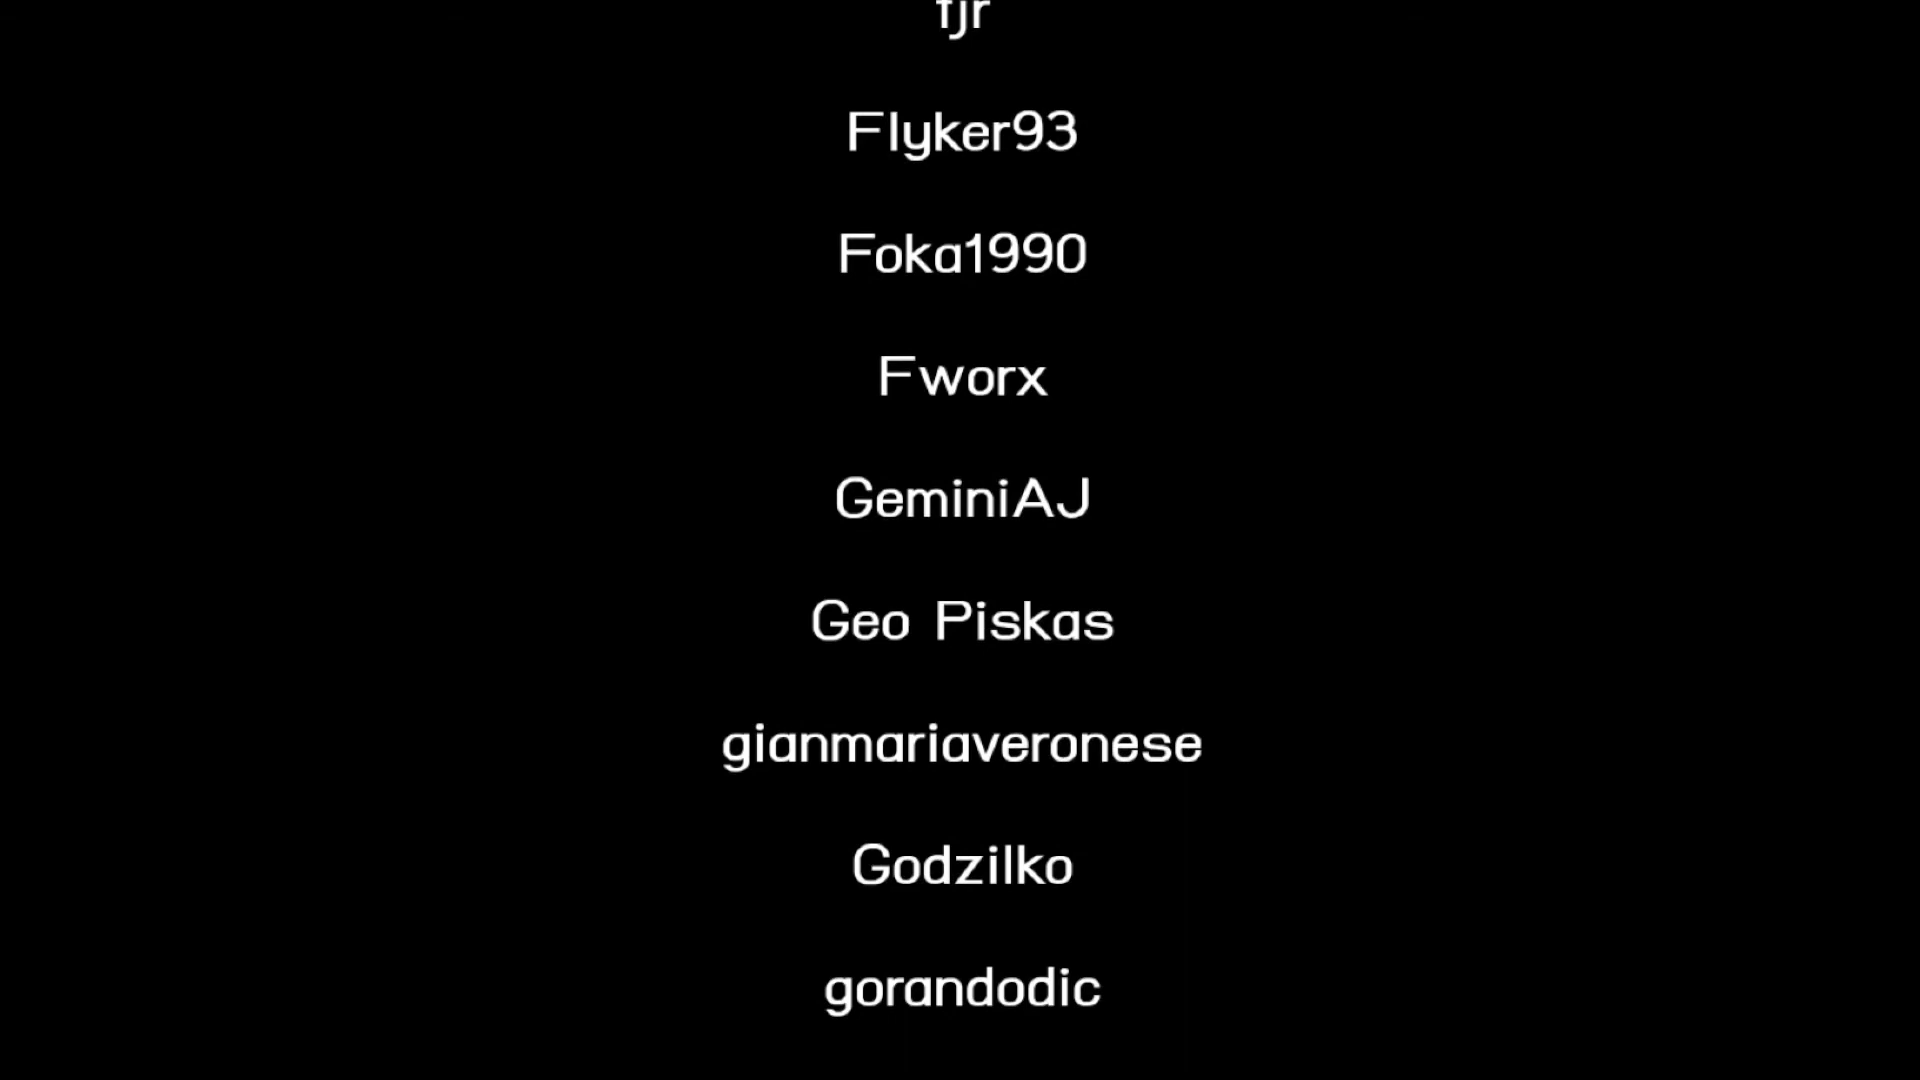 fjr
Flyker93
Foka1990
Fworx
GeminiAJ
Geo Piskas
gianmariaveronese
Godzilko
gorandodic